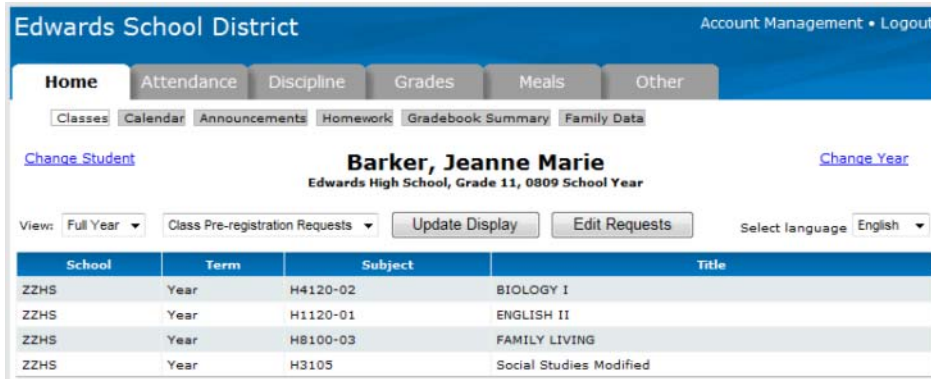 Edwards School District
Account Management • Logout
Home Attendance Discipline Grades Meals Other
Classes Calendar Announcements Homework Gradebook Summary Family Data
Change Student
Barker, Jeanne Marie
Change Year
Edwards High School, Grade 11, 0809 School Year
View: Full Year Class Pre-registration Requests Update Display Edit Requests Select language English
School Term Subject Title
ZZHS Year H4120-02 BIOLOGY I
ZZHS Year H1120-01 ENGLISH II
ZZHS Year H8100-03 FAMILY LIVING
ZZHS Year H3105 Social Studies Modified